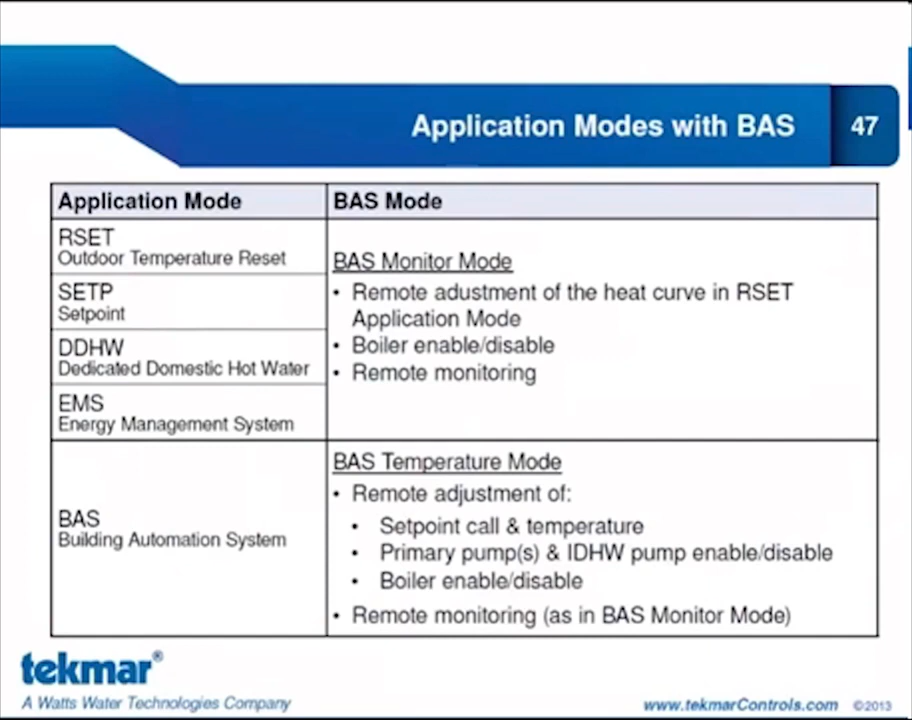 Application Modes with BAS
47
Application Mode
BAS Mode
RSET
Outdoor Temperature Reset
SETP
Setpoint
DDHW
Dedicated Domestic Hot Water
EMS
Energy Management System
BAS Monitor Mode
• Remote adustment of the heat curve in RSET
Application Mode
• Boiler enable/disable
• Remote monitoring
BAS
Building Automation System
BAS Temperature Mode
• Remote adjustment of:
• Setpoint call & temperature
• Primary pump(s) & IDHW pump enable/disable
• Boiler enable/disable
• Remote monitoring (as in BAS Monitor Mode)
tekmar®
A Watts Water Technologies Company
www.tekmarControls.com ©2013